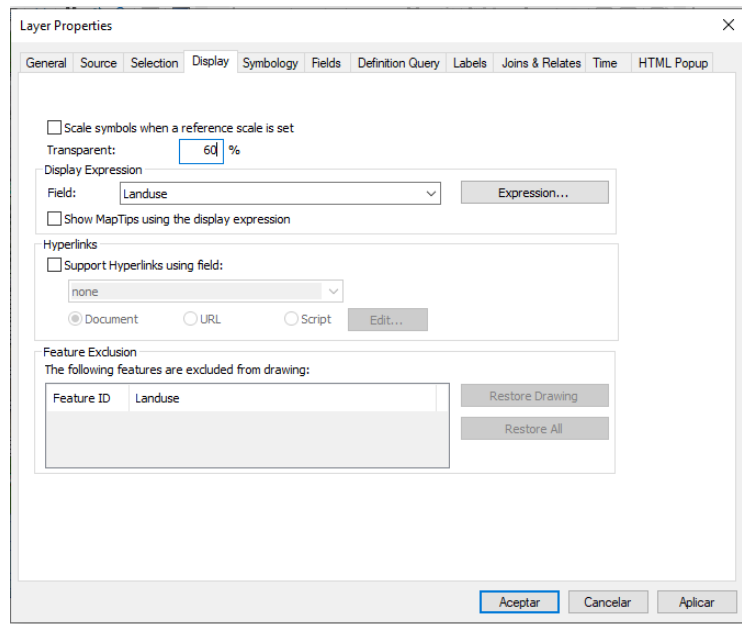 Layer Properties
General Source Selection Display Symbology Fields Definition Query Labels Joins & Relates Time HTML Popup
Scale symbols when a reference scale is set
Transparent: 60 %
Display Expression
Field: Landuse Expression...
Show MapTips using the display expression
Hyperlinks
Support Hyperlinks using field:
none
Document URL Script Edit...
Feature Exclusion
The following features are excluded from drawing:
Feature ID Landuse Restore Drawing
Restore All
Aceptar Cancelar Aplicar